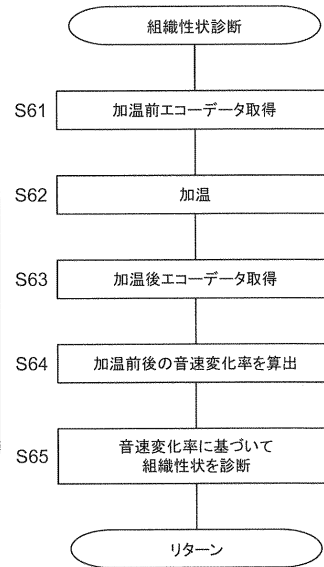 組織性状診断
S61
加温前エコーデータ取得
S62
加温
S63
加温後エコーデータ取得
S64
加温前後の音速変化率を算出
S65
音速変化率に基づいて
組織性状を診断
リターン